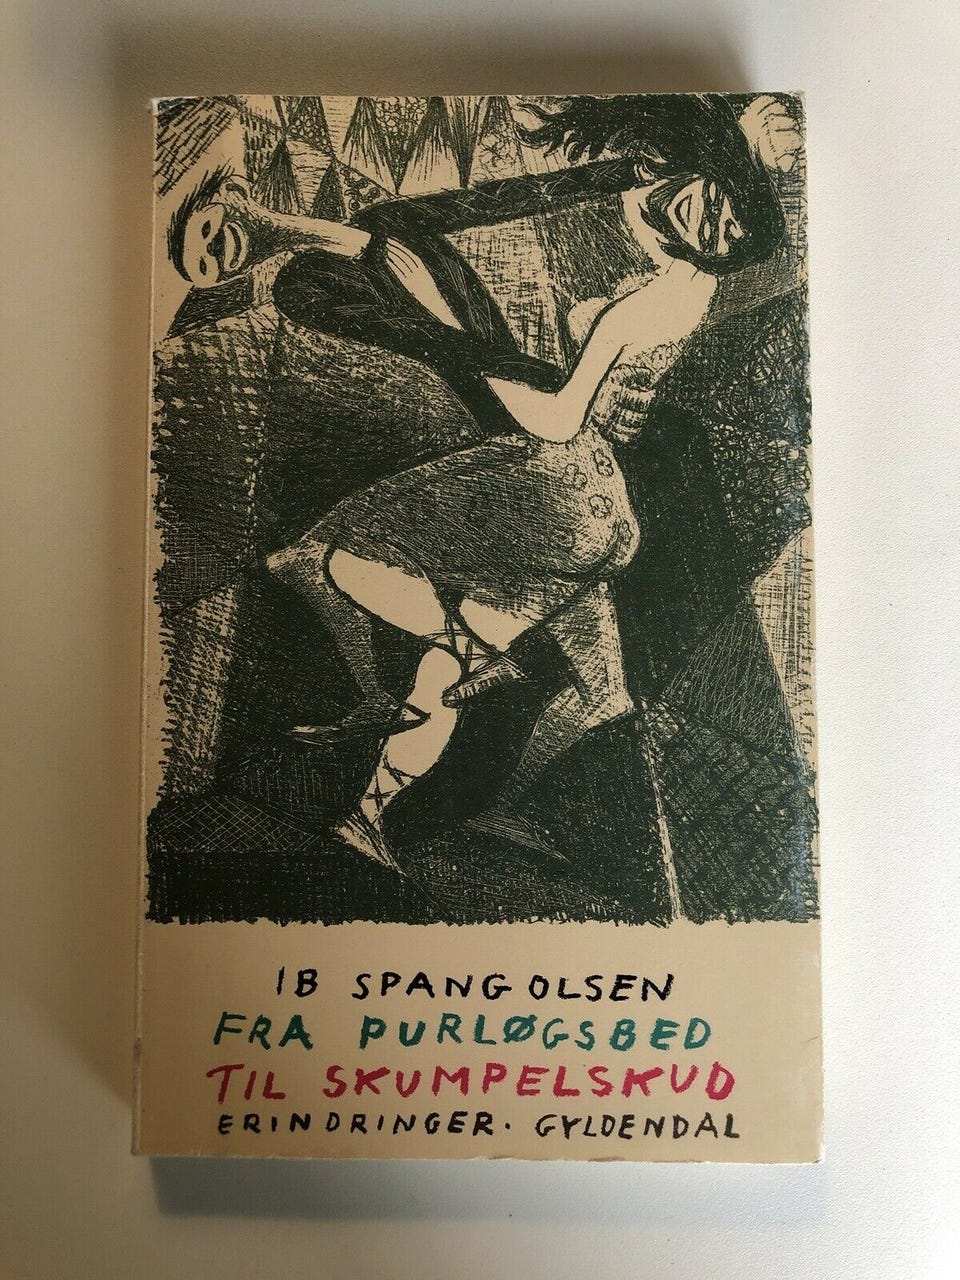 IB SPANG OLSEN
FRA PURLØGSBED
TIL SKUMPELSKUD
ERINDRINGER. GYLDENDAL